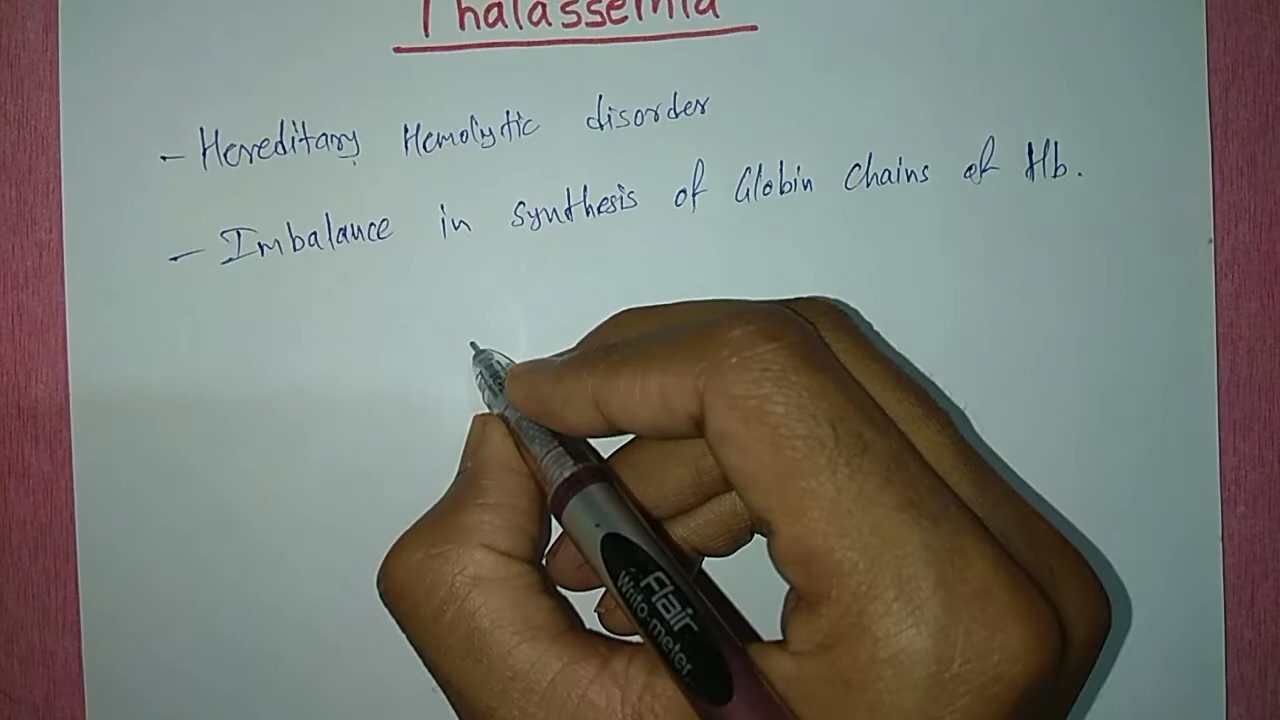 Thalassemia
- Hereditary Hemolytic disorder
- Imbalance in synthesis of Globin Chains of Hb.
Flair
Writo-meter